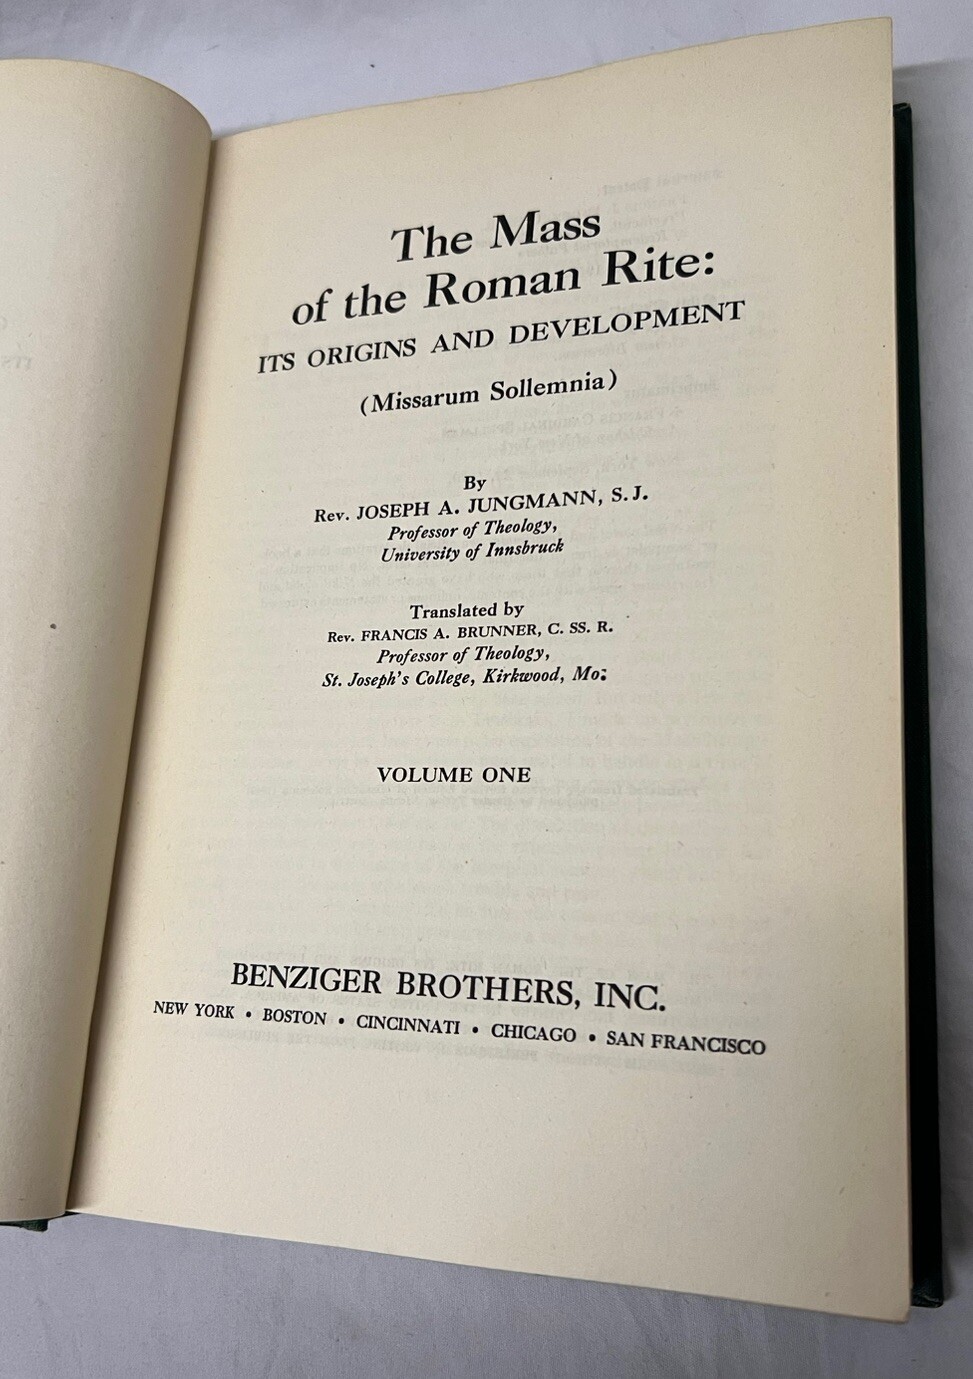 The Mass
of the Roman Rite:
ITS ORIGINS AND DEVELOPMENT
(Missarum Sollemnia)
By
Rev. JOSEPH A. JUNGMANN, S.J.
Professor of Theology,
University of Innsbruck
Translated by
Rev. FRANCIS A. BRUNNER, C. SS. R.
Professor of Theology,
St. Joseph's College, Kirkwood, Mo:
VOLUME ONE
BENZIGER BROTHERS, INC.
NEW YORK • BOSTON • CINCINNATI • CHICAGO • SAN FRANCISCO